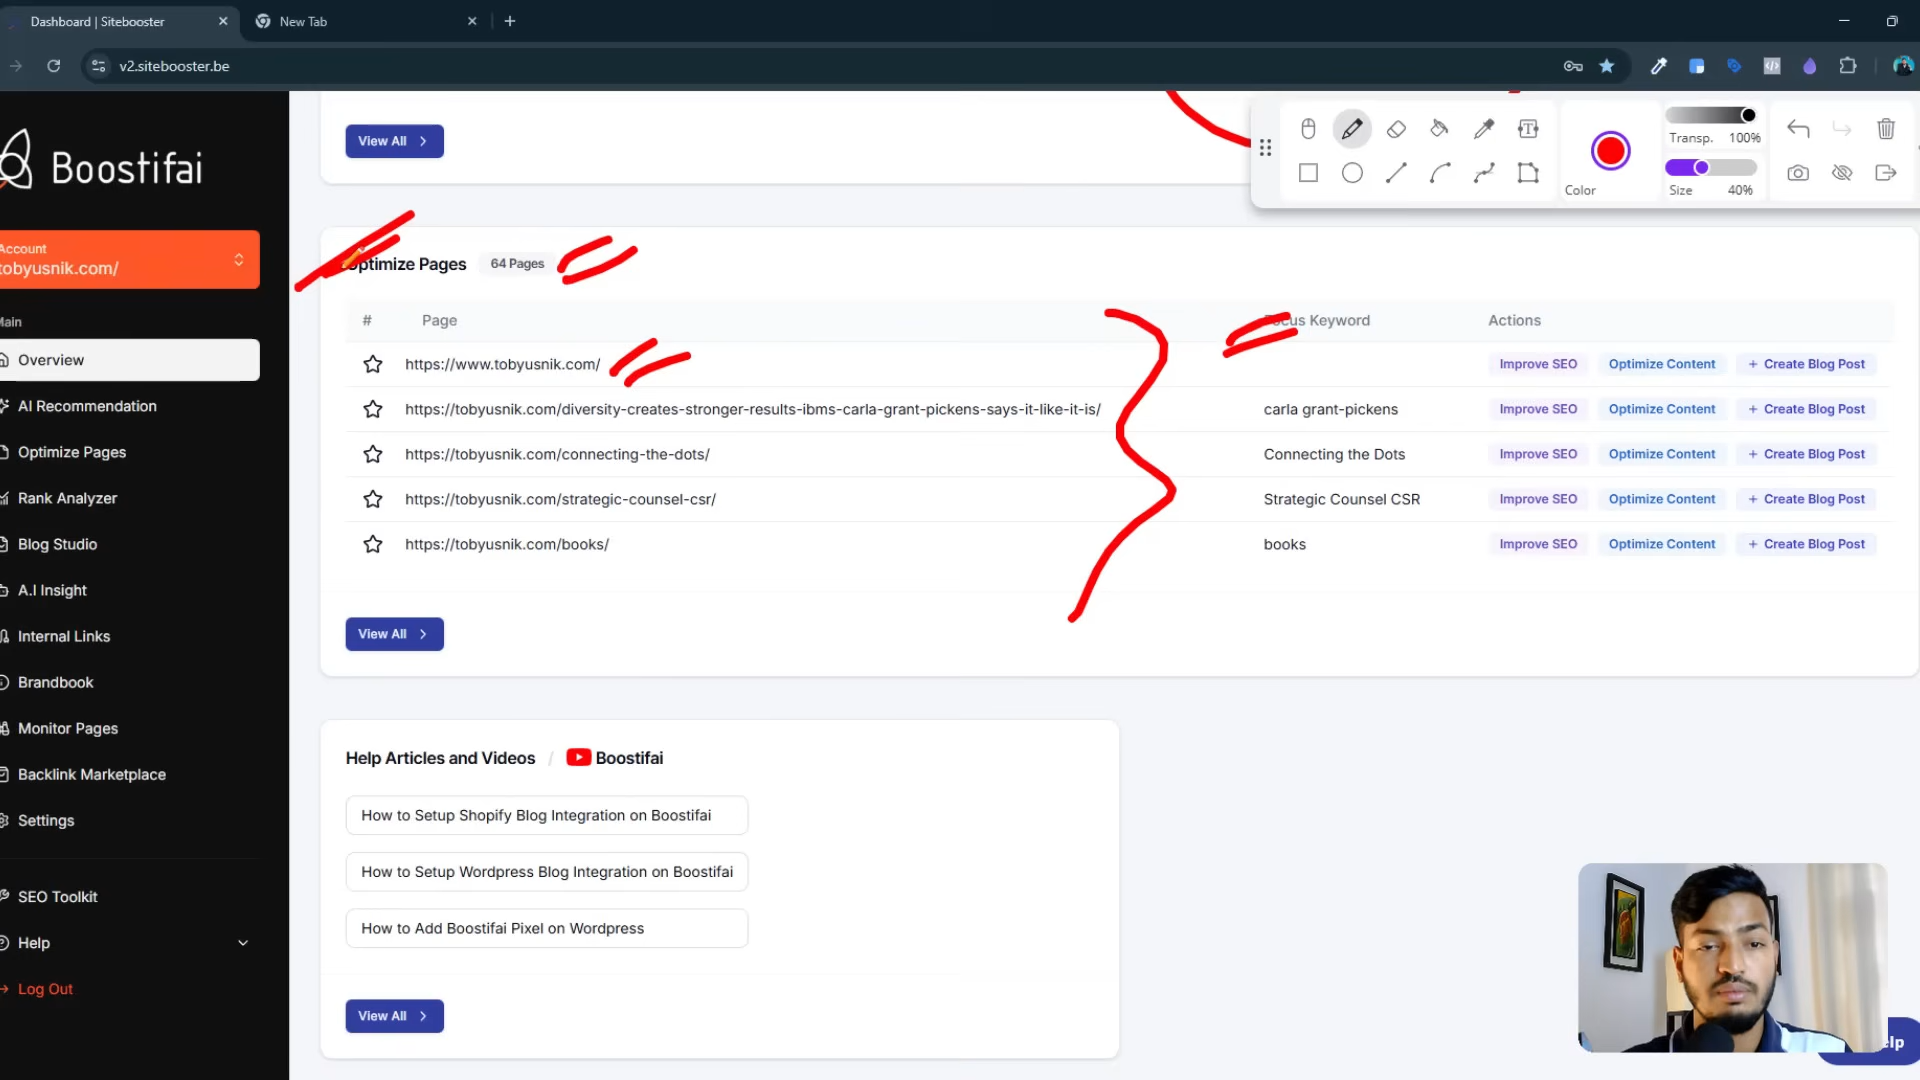 Dashboard | Sitebooster
New Tab
v2.sitebooster.be
View All
Boostifai
Transp. 100%
Color
Size 40%
Account
tobyusnik.com/
Optimize Pages 64 Pages
# Page Focus Keyword Actions
https://www.tobyusnik.com/ Improve SEO Optimize Content + Create Blog Post
https://tobyusnik.com/diversity-creates-stronger-results-ibms-carla-grant-pickens-says-it-like-it-is/ carla grant-pickens Improve SEO Optimize Content + Create Blog Post
https://tobyusnik.com/connecting-the-dots/ Connecting the Dots Improve SEO Optimize Content + Create Blog Post
https://tobyusnik.com/strategic-counsel-csr/ Strategic Counsel CSR Improve SEO Optimize Content + Create Blog Post
https://tobyusnik.com/books/ books Improve SEO Optimize Content + Create Blog Post
View All
Main
Overview
AI Recommendation
Optimize Pages
Rank Analyzer
Blog Studio
A.I Insight
Internal Links
Brandbook
Monitor Pages
Backlink Marketplace
Settings
SEO Toolkit
Help
Log Out
Help Articles and Videos / Boostifai
How to Setup Shopify Blog Integration on Boostifai
How to Setup Wordpress Blog Integration on Boostifai
How to Add Boostifai Pixel on Wordpress
View All